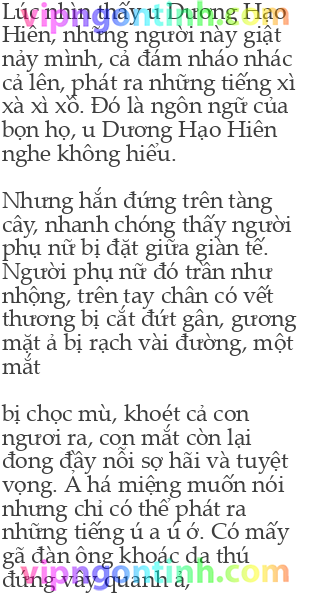 Lúc nhìn thấy u Dương Hạo
Hiên, những người này giật
nảy mình, cả đám nháo nhác
cả lên, phát ra những tiếng xì
xà xì xồ. Đó là ngôn ngữ của
bọn họ, u Dương Hạo Hiên
nghe không hiểu.

Nhưng hắn đứng trên tàng
cây, nhanh chóng thấy người
phụ nữ bị đặt giữa giàn tế.
Người phụ nữ đó trần như
nhộng, trên tay chân có vết
thương bị cắt đứt gân, gương
mặt ả bị rạch vài đường, một
mắt

bị chọc mù, khoét cả con
ngươi ra, con mắt còn lại
đong đầy nỗi sợ hãi và tuyệt
vọng. Ả há miệng muốn nói
nhưng chỉ có thể phát ra
những tiếng ú a ú ớ. Có mấy
gã đàn ông khoác da thú
đứng vây quanh ả,
vipngontinh.com
vipngontinh.com
vipngontinh.com